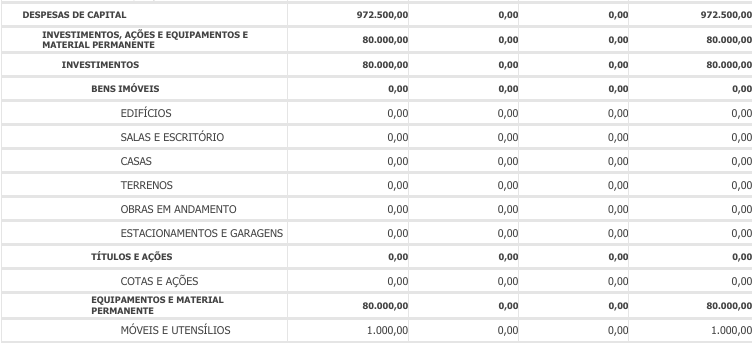 DESPESAS DE CAPITAL 972.500,00 0,00 0,00 972.500,00
INVESTIMENTOS, AÇÕES E EQUIPAMENTOS E
MATERIAL PERMANENTE 80.000,00 0,00 0,00 80.000,00
INVESTIMENTOS 80.000,00 0,00 0,00 80.000,00
BENS IMÓVEIS 0,00 0,00 0,00 0,00
EDIFÍCIOS 0,00 0,00 0,00 0,00
SALAS E ESCRITÓRIO 0,00 0,00 0,00 0,00
CASAS 0,00 0,00 0,00 0,00
TERRENOS 0,00 0,00 0,00 0,00
OBRAS EM ANDAMENTO 0,00 0,00 0,00 0,00
ESTACIONAMENTOS E GARAGENS 0,00 0,00 0,00 0,00
TÍTULOS E AÇÕES 0,00 0,00 0,00 0,00
COTAS E AÇÕES 0,00 0,00 0,00 0,00
EQUIPAMENTOS E MATERIAL
PERMANENTE 80.000,00 0,00 0,00 80.000,00
MÓVEIS E UTENSÍLIOS 1.000,00 0,00 0,00 1.000,00